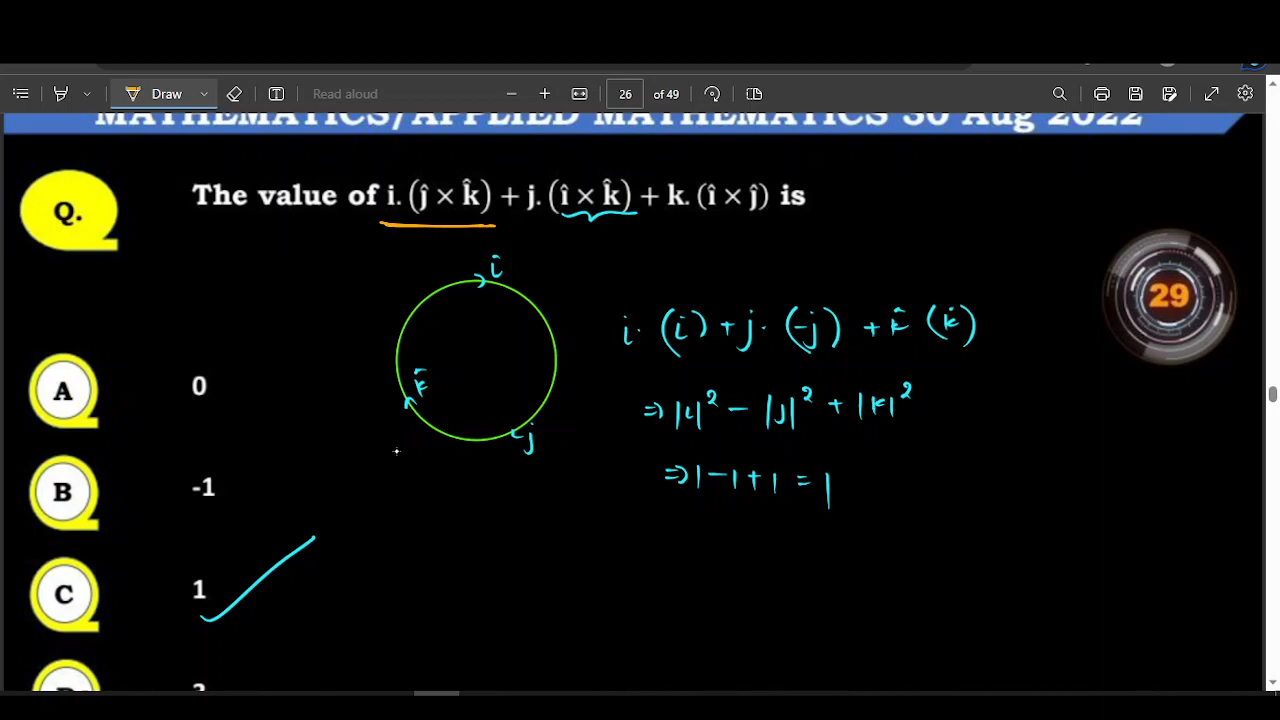 Draw
Read aloud
26 of 49
MATHEMATICS/APPLIED MATHEMATICS 30 Aug 2022
Q. The value of i. (ĵ × k̂) + j. (î × k̂) + k. (î × ĵ) is
29
î
k̂
j
i. (i) + j. (-j) + k̂ (k̂)
⇒ |i|² - |j|² + |k|²
⇒ 1 - 1 + 1 = 1
A 0
B -1
C 1